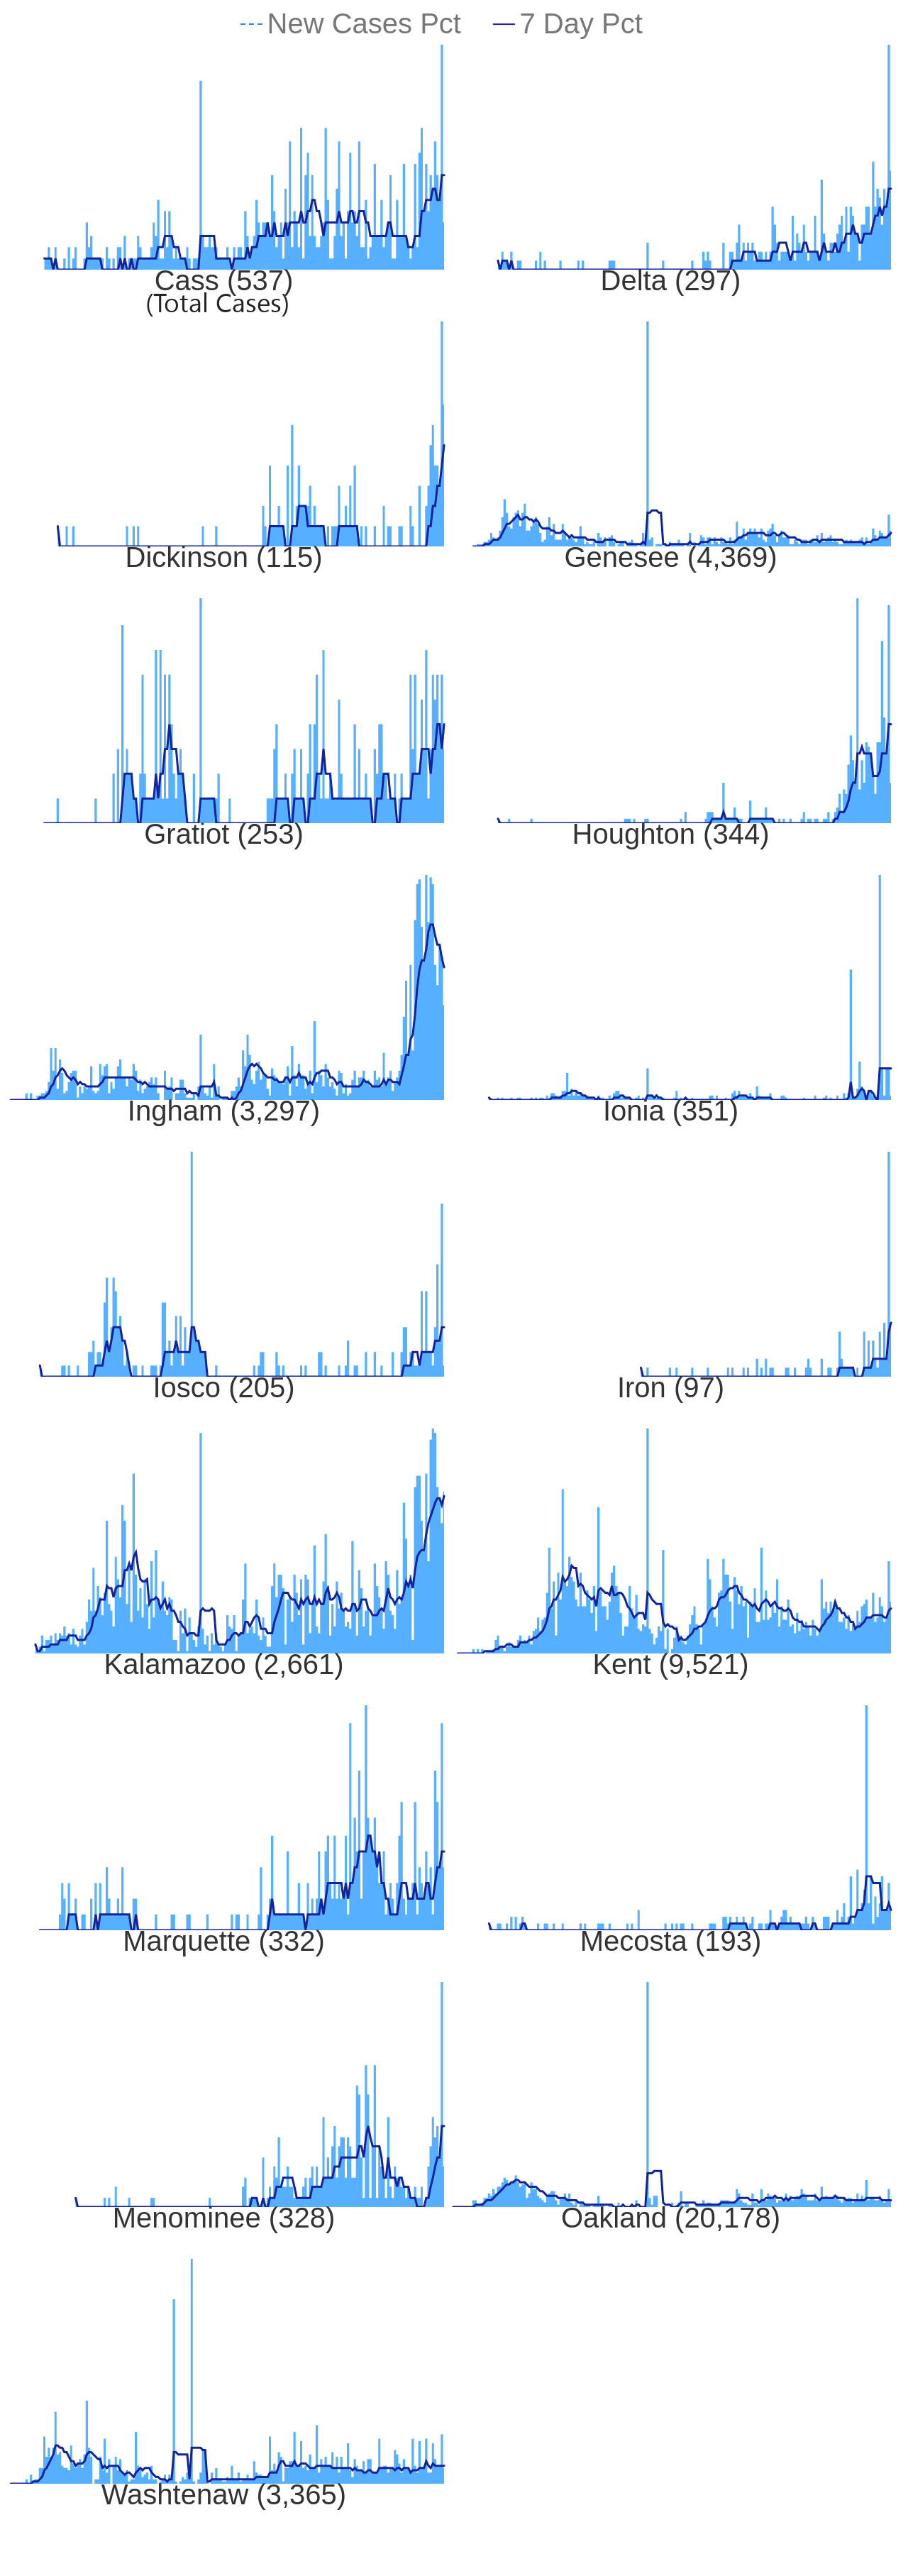 New Cases Pct 7 Day Pct
Cass (537) Delta (297)
(Total Cases)
Dickinson (115) Genesee (4,369)
Gratiot (253) Houghton (344)
Ingham (3,297) Ionia (351)
Iosco (205) Iron (97)
Kalamazoo (2,661) Kent (9,521)
Marquette (332) Mecosta (193)
Menominee (328) Oakland (20,178)
Washtenaw (3,365)